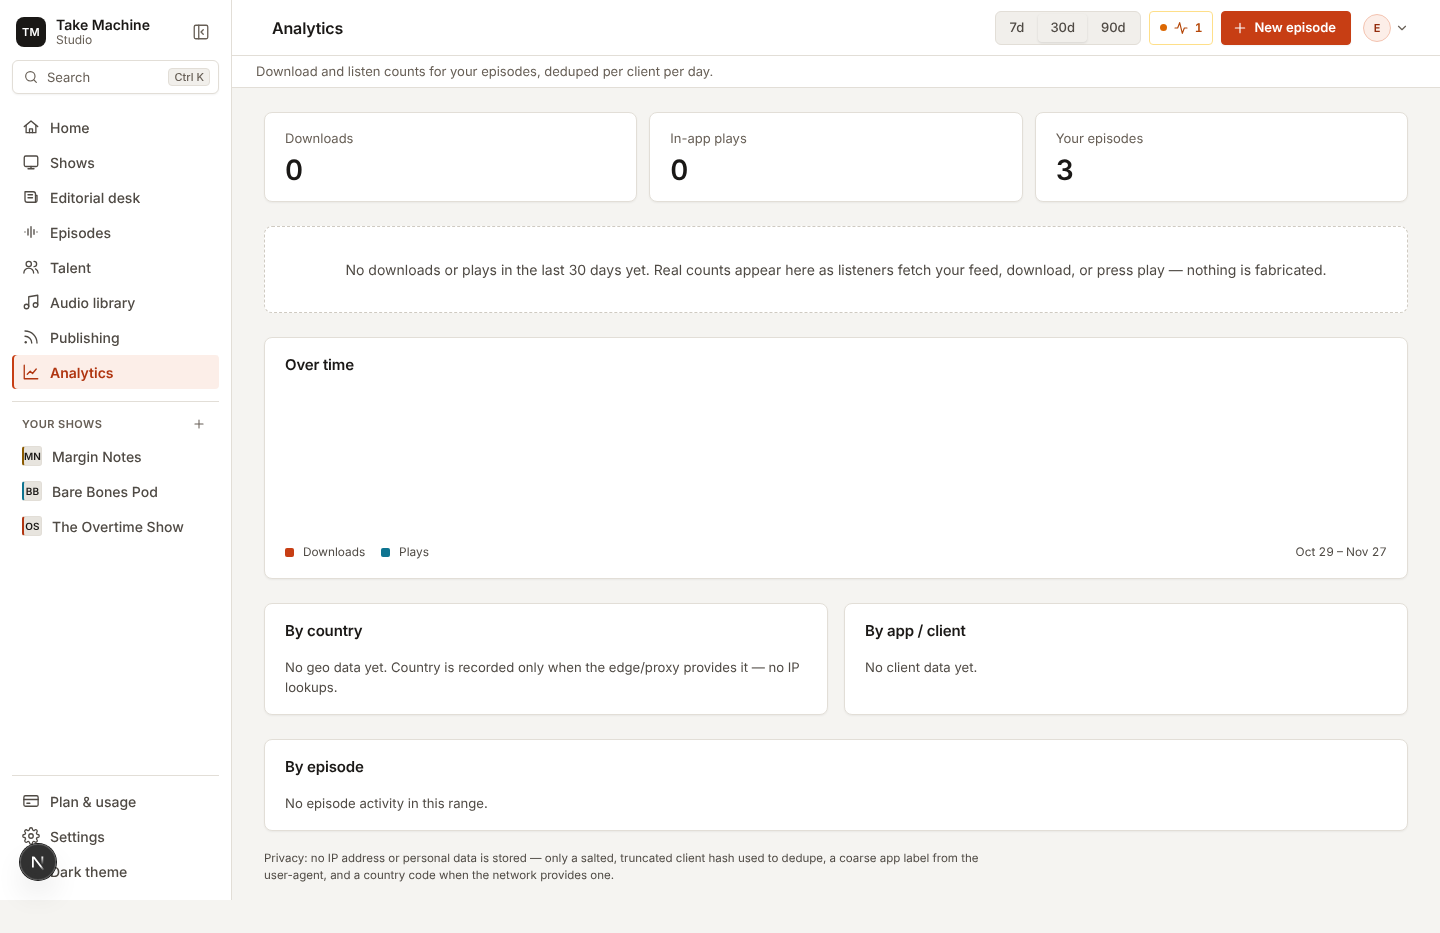 TM
Take Machine
Studio
Search
Ctrl K
Home
Shows
Editorial desk
Episodes
Talent
Audio library
Publishing
Analytics
YOUR SHOWS
MN
Margin Notes
BB
Bare Bones Pod
OS
The Overtime Show
Plan & usage
Settings
N
Dark theme
Analytics
7d
30d
90d
1
New episode
E
Download and listen counts for your episodes, deduped per client per day.
Downloads
0
In-app plays
0
Your episodes
3
No downloads or plays in the last 30 days yet. Real counts appear here as listeners fetch your feed, download, or press play — nothing is fabricated.
Over time
Downloads
Plays
Oct 29 – Nov 27
By country
No geo data yet. Country is recorded only when the edge/proxy provides it — no IP
lookups.
By app / client
No client data yet.
By episode
No episode activity in this range.
Privacy: no IP address or personal data is stored — only a salted, truncated client hash used to dedupe, a coarse app label from the
user-agent, and a country code when the network provides one.